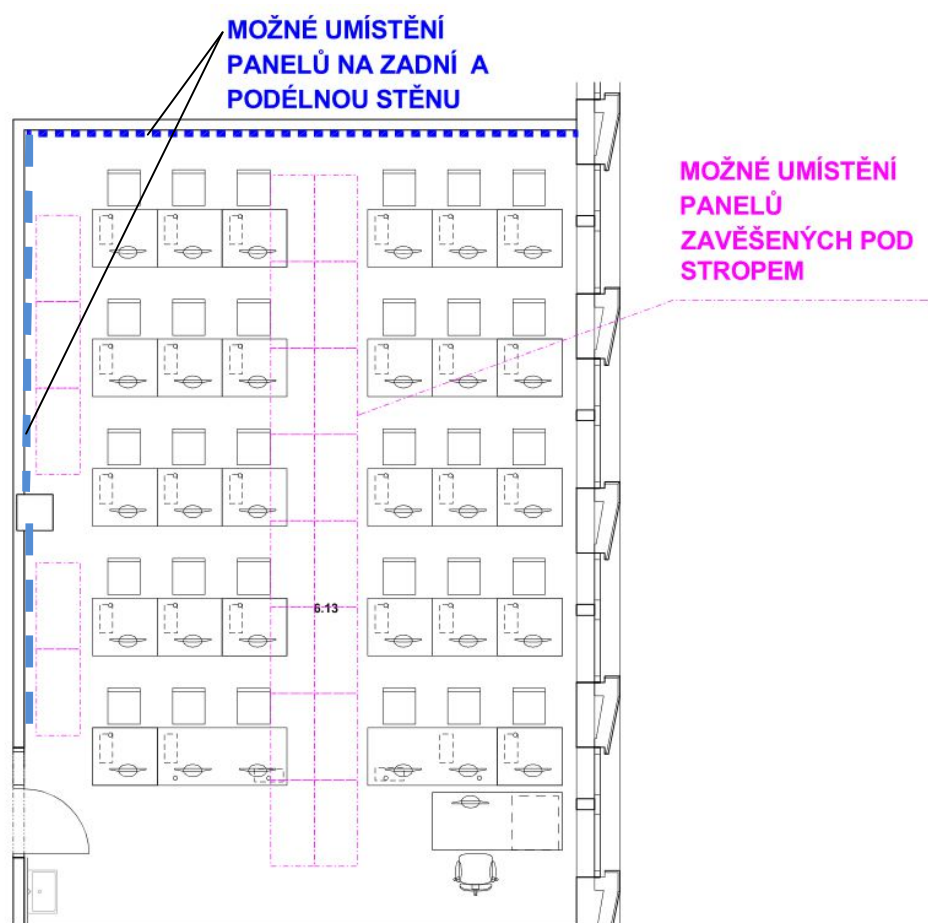 MOŽNÉ UMÍSTĚNÍ
PANELŮ NA ZADNÍ A
PODÉLNOU STĚNU
MOŽNÉ UMÍSTĚNÍ
PANELŮ
ZAVĚŠENÝCH POD
STROPEM
6.13